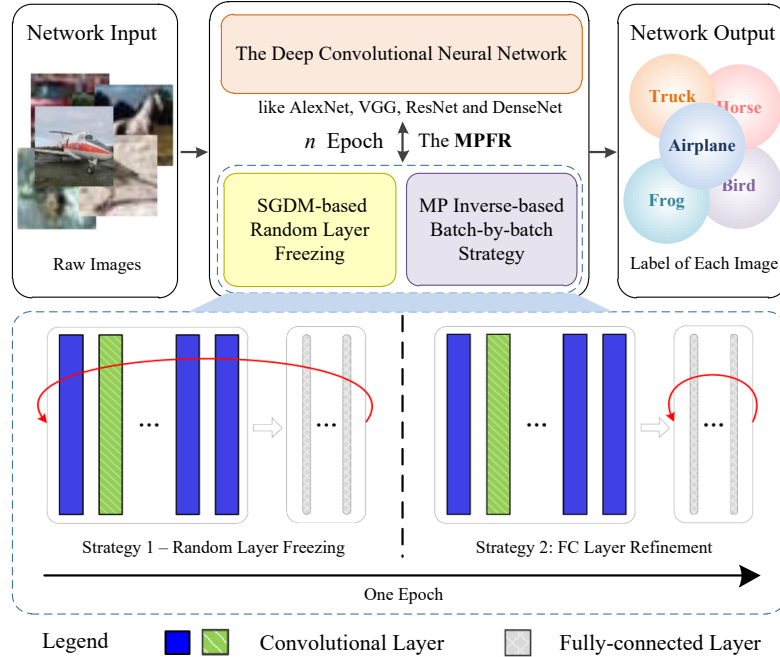 Network Input
Raw Images
The Deep Convolutional Neural Network
like AlexNet, VGG, ResNet and DenseNet
n Epoch
The MPFR
SGDM-based
Random Layer
Freezing
MP Inverse-based
Batch-by-batch
Strategy
Network Output
Truck
Horse
Airplane
Frog
Bird
Label of Each Image
...
...
...
...
Strategy 1 – Random Layer Freezing
Strategy 2: FC Layer Refinement
One Epoch
Legend
Convolutional Layer
Fully-connected Layer